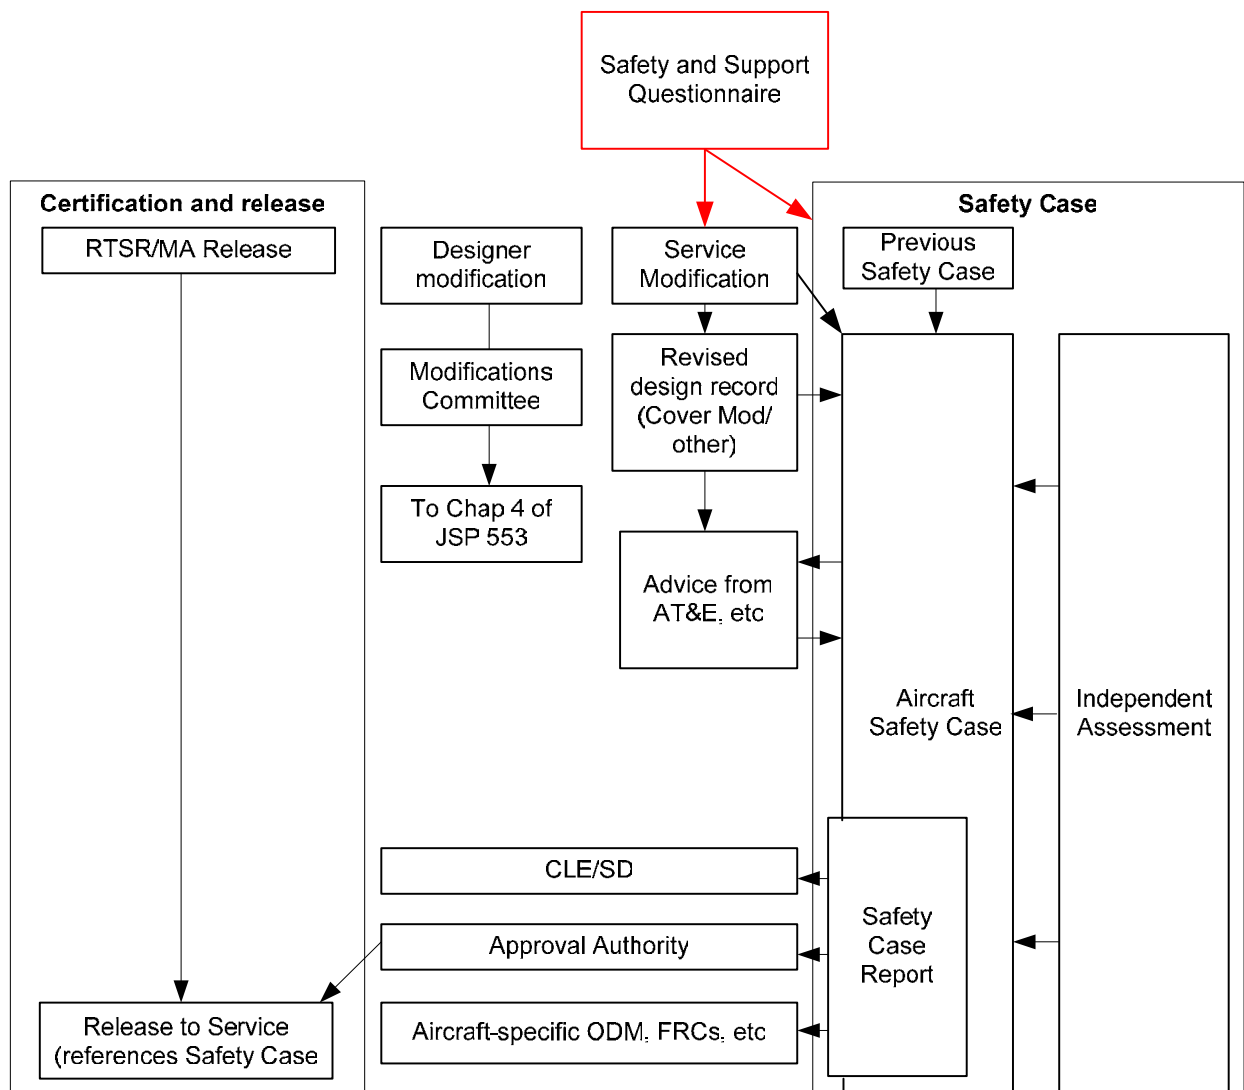 Safety and Support
Questionnaire
Certification and release
Safety Case
RTSR/MA Release
Designer
modification
Service
Modification
Previous
Safety Case
Modifications
Committee
Revised
design record
(Cover Mod/
other)
To Chap 4 of
JSP 553
Advice from
AT&E, etc
Aircraft
Safety Case
Independent
Assessment
CLE/SD
Safety
Case
Report
Approval Authority
Release to Service
(references Safety Case
Aircraft-specific ODM, FRCs, etc